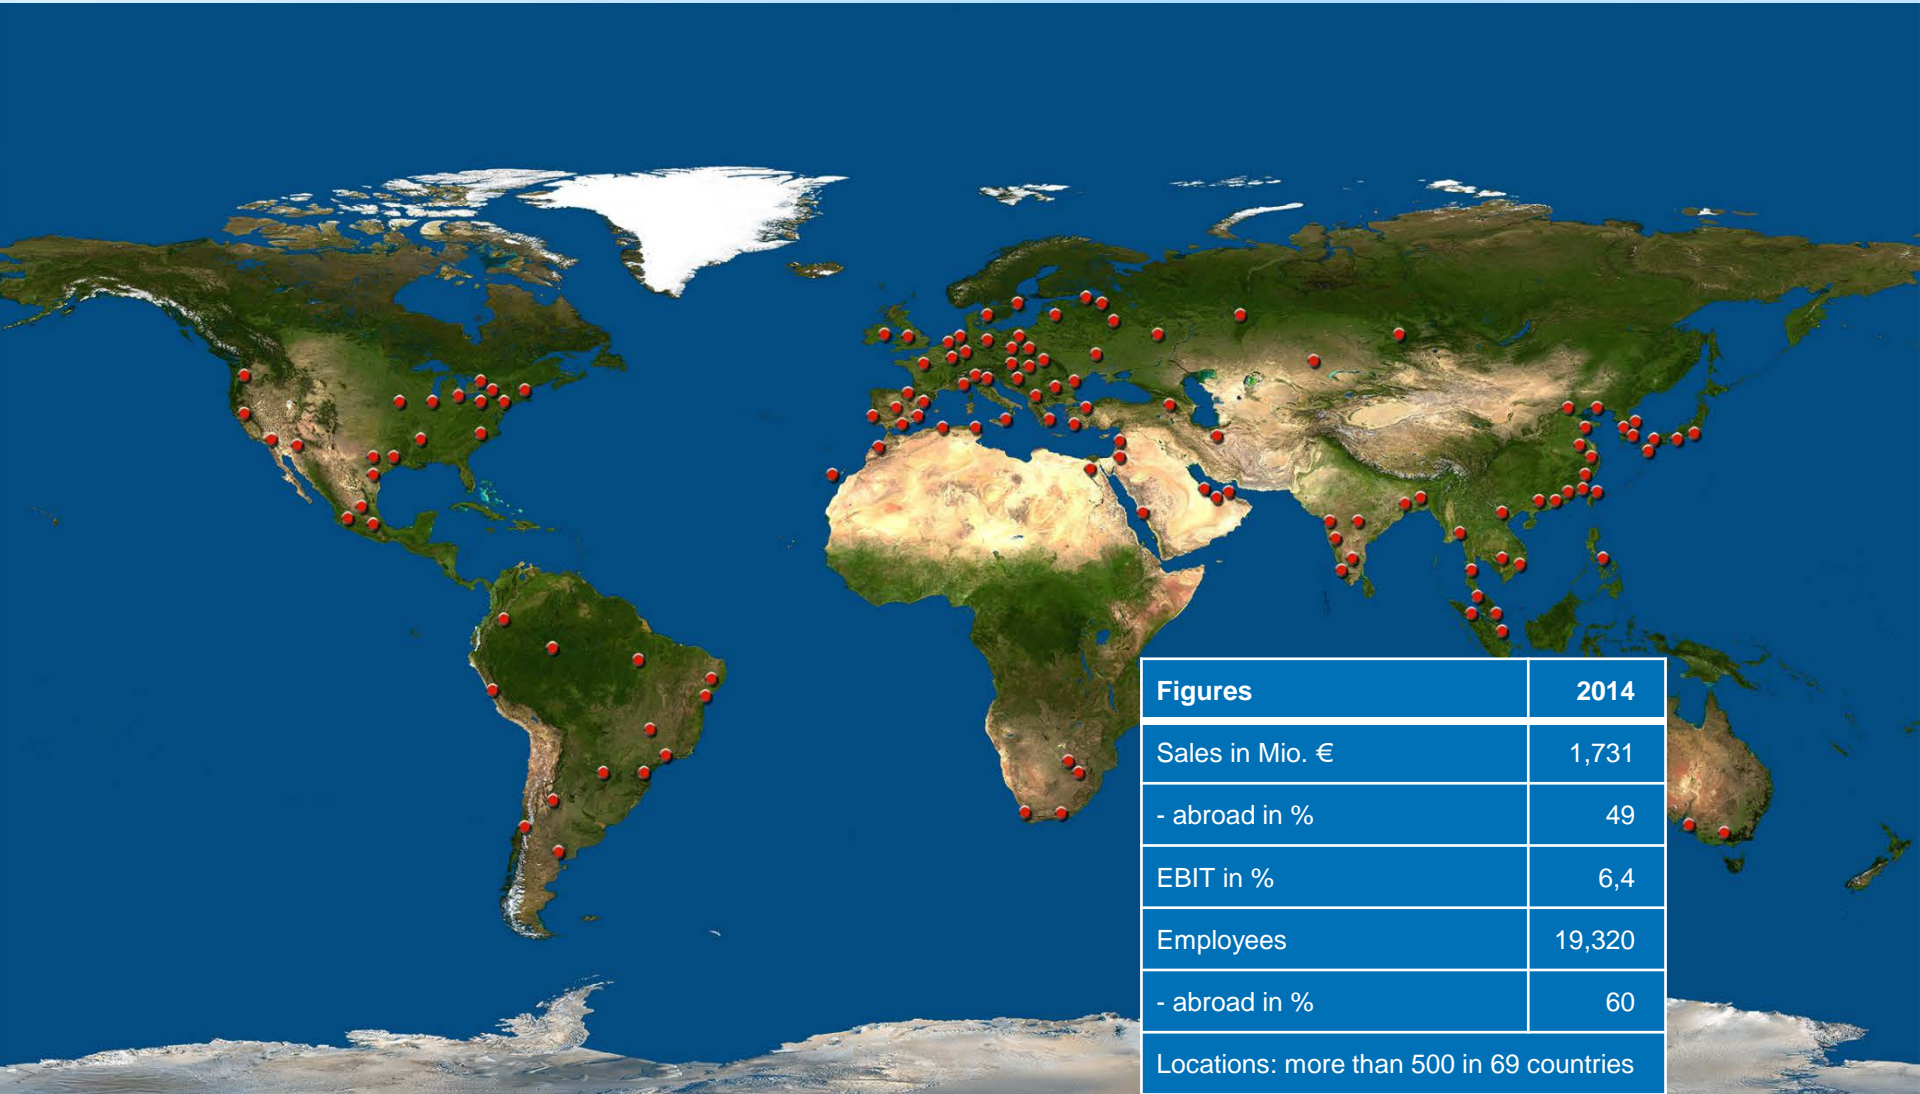 Figures 2014
Sales in Mio. € 1,731
- abroad in % 49
EBIT in % 6,4
Employees 19,320
- abroad in % 60
Locations: more than 500 in 69 countries